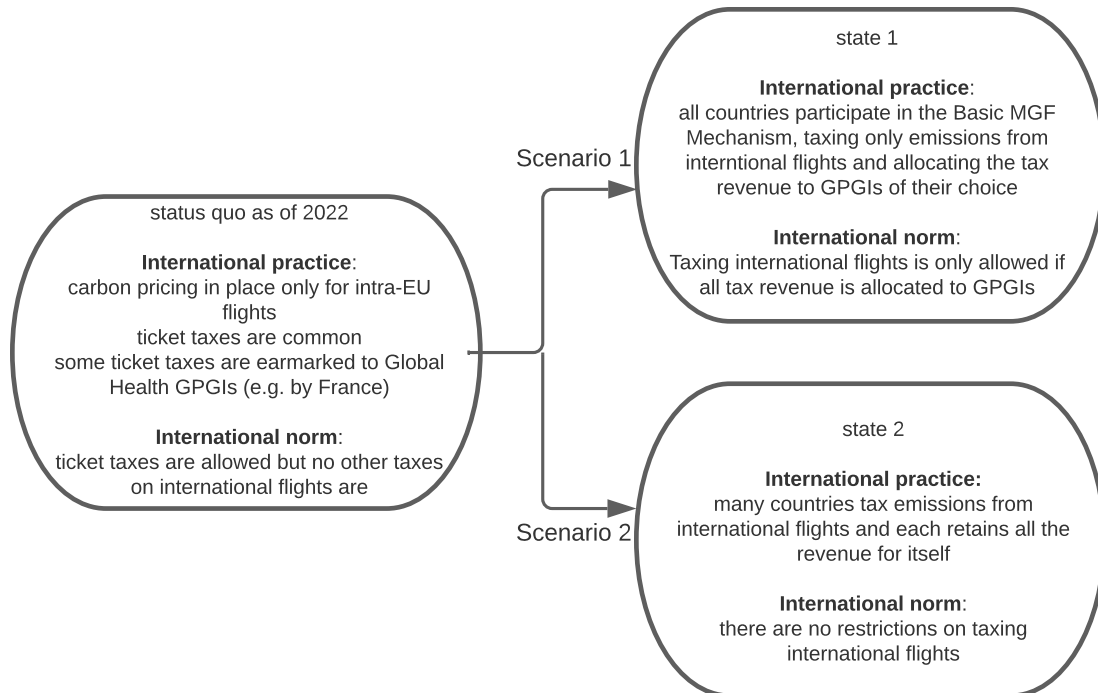 status quo as of 2022
International practice:
carbon pricing in place only for intra-EU
flights
ticket taxes are common
some ticket taxes are earmarked to Global
Health GPGIs (e.g. by France)
International norm:
ticket taxes are allowed but no other taxes
on international flights are
Scenario 1
state 1
International practice:
all countries participate in the Basic MGF
Mechanism, taxing only emissions from
interntional flights and allocating the tax
revenue to GPGIs of their choice
International norm:
Taxing international flights is only allowed if
all tax revenue is allocated to GPGIs
Scenario 2
state 2
International practice:
many countries tax emissions from
international flights and each retains all the
revenue for itself
International norm:
there are no restrictions on taxing
international flights